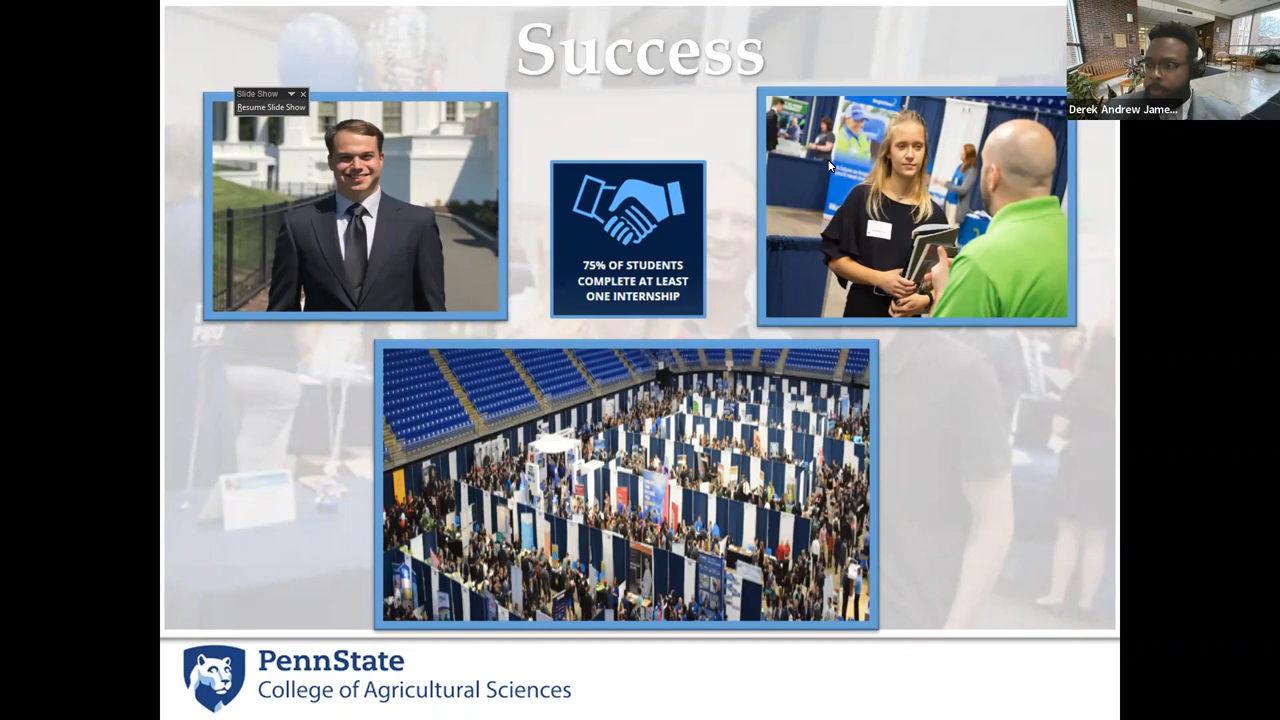 Success
Slide Show
Resume Slide Show
Derek Andrew Jame...
75% OF STUDENTS
COMPLETE AT LEAST
ONE INTERNSHIP
PennState
College of Agricultural Sciences